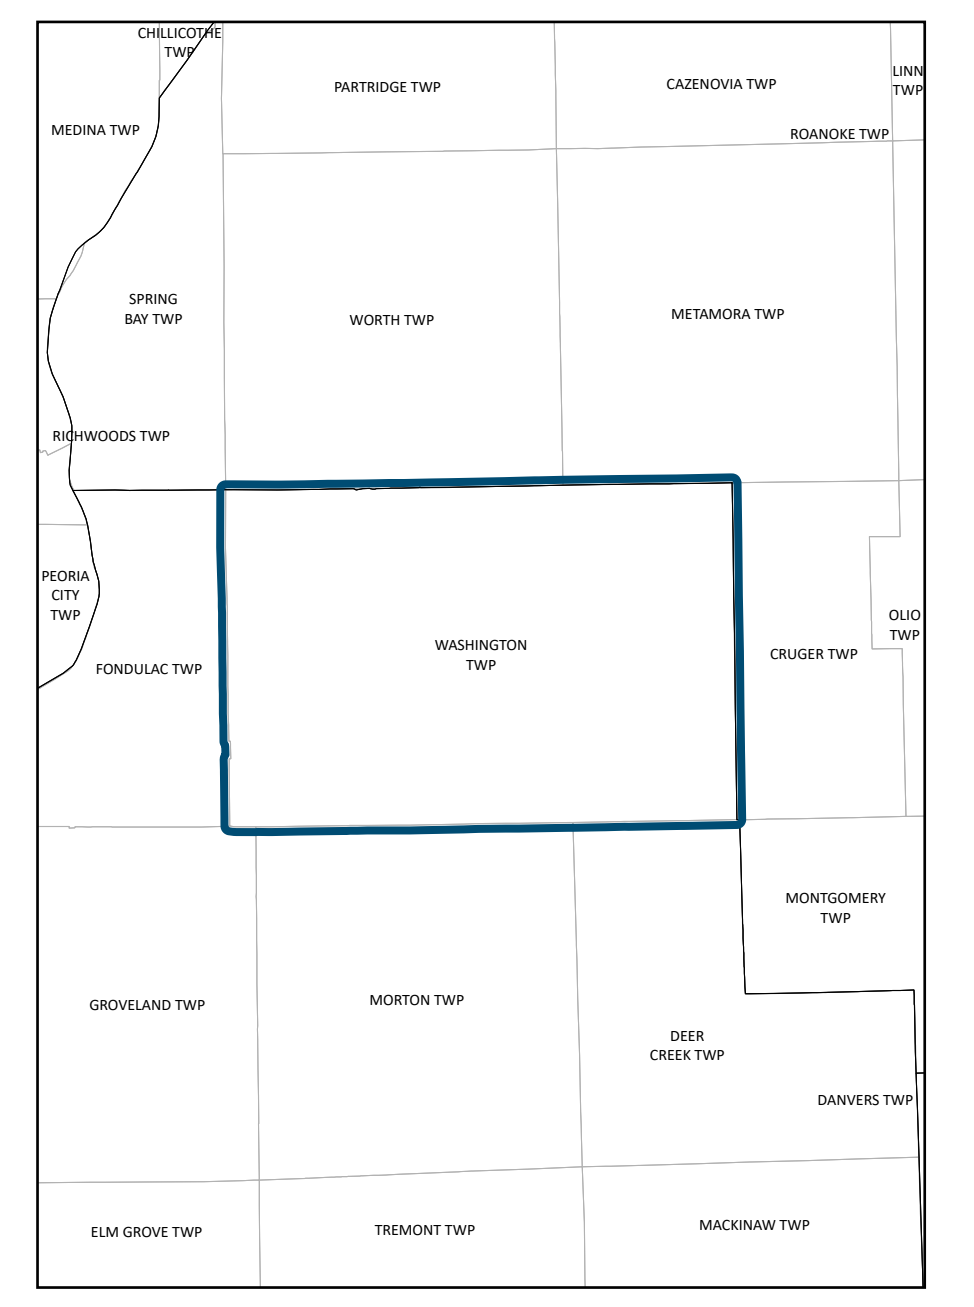 CHILLICOTHE
TWP
PARTRIDGE TWP
CAZENOVIA TWP
LINN
TWP
MEDINA TWP
ROANOKE TWP
SPRING
BAY TWP
WORTH TWP
METAMORA TWP
RICHWOODS TWP
PEORIA
CITY
TWP
FONDULAC TWP
WASHINGTON
TWP
CRUGER TWP
OLIO
TWP
MONTGOMERY
TWP
GROVELAND TWP
MORTON TWP
DEER
CREEK TWP
DANVERS TWP
ELM GROVE TWP
TREMONT TWP
MACKINAW TWP